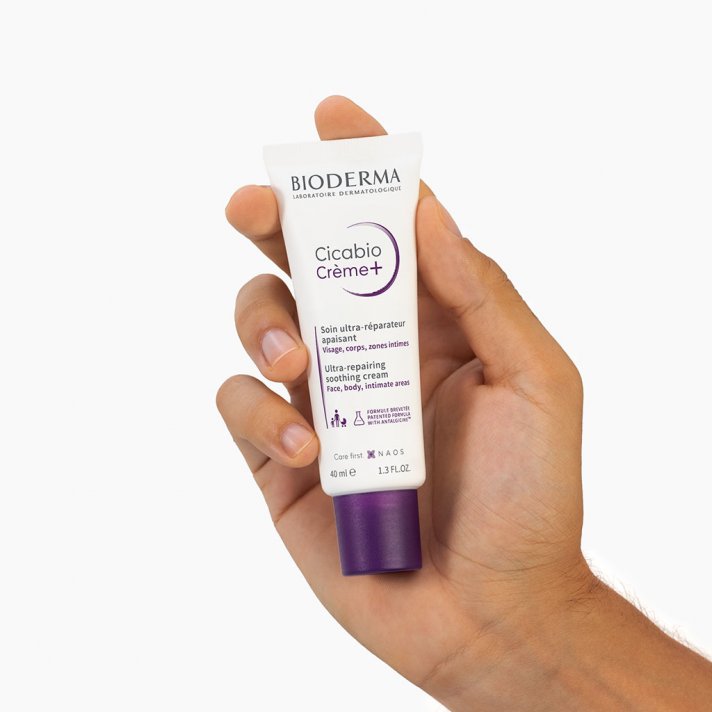 BIODERMA
LABORATOIRE DERMATOLOGIQUE
Cicabio
Crème+
Soin ultra-réparateur
apaisant
Visage, corps, zones intimes
Ultra-repairing
soothing cream
Face, body, intimate areas
FORMULE BREVETÉE
PATENTED FORMULA
WITH ANTALGICINE™
Care first. NAOS
40 ml ℮ 1.3 FL.OZ.